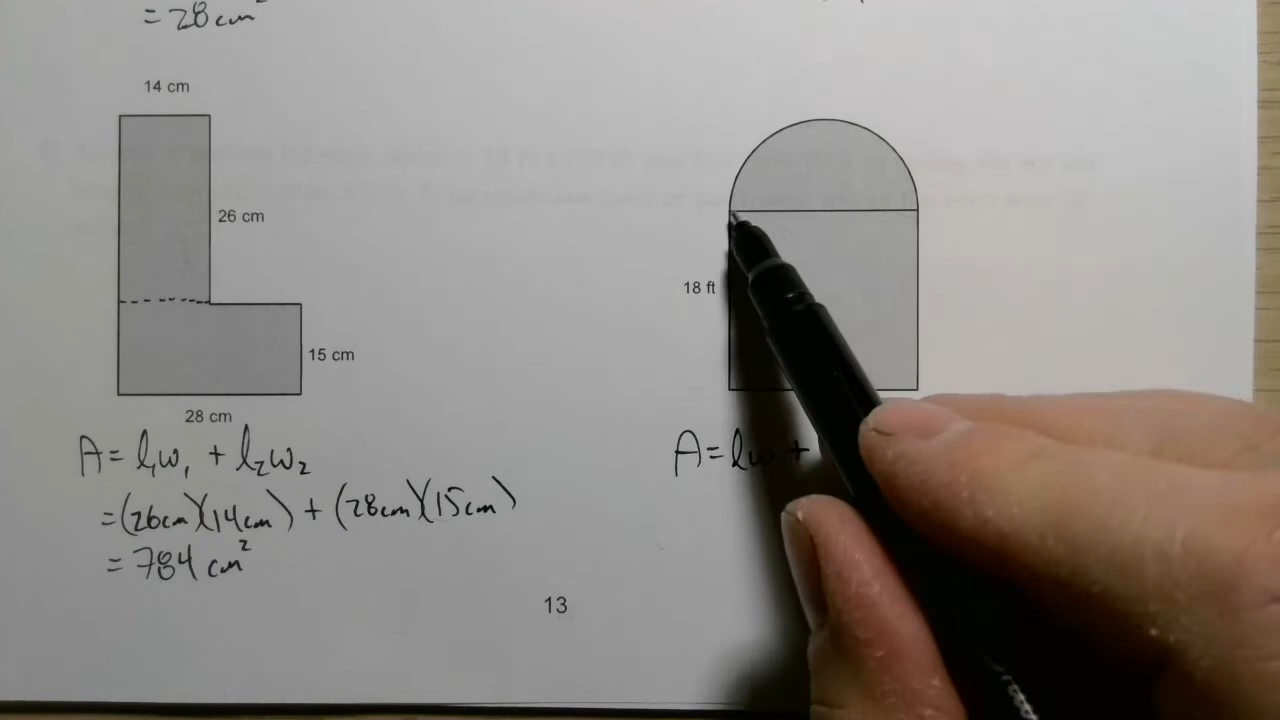 = 28 cm²
14 cm
26 cm
15 cm
28 cm
A = l₁w₁ + l₂w₂
= (26cm)(14cm) + (28cm)(15cm)
= 784 cm²
18 ft
A = lw +
13